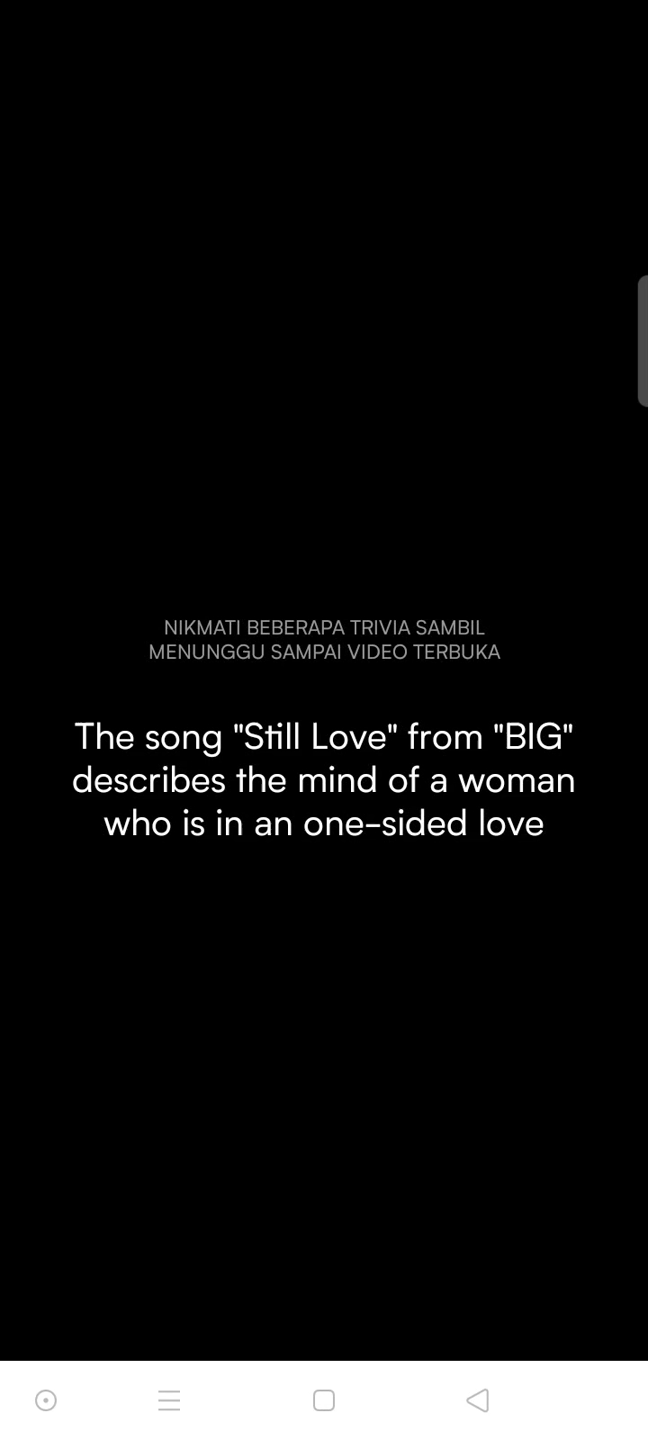 NIKMATI BEBERAPA TRIVIA SAMBIL
MENUNGGU SAMPAI VIDEO TERBUKA
The song "Still Love" from "BIG"
describes the mind of a woman
who is in an one-sided love